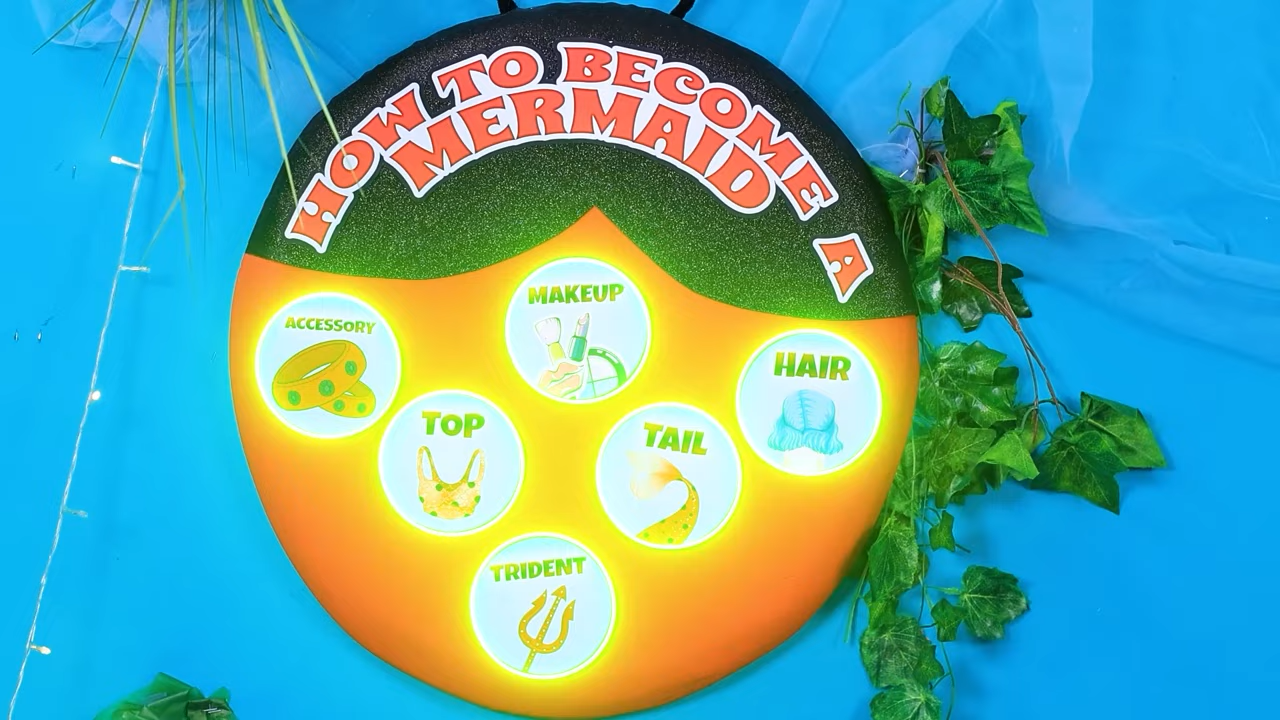 HOW TO BECOME A
MERMAID
MAKEUP
ACCESSORY
HAIR
TOP
TAIL
TRIDENT